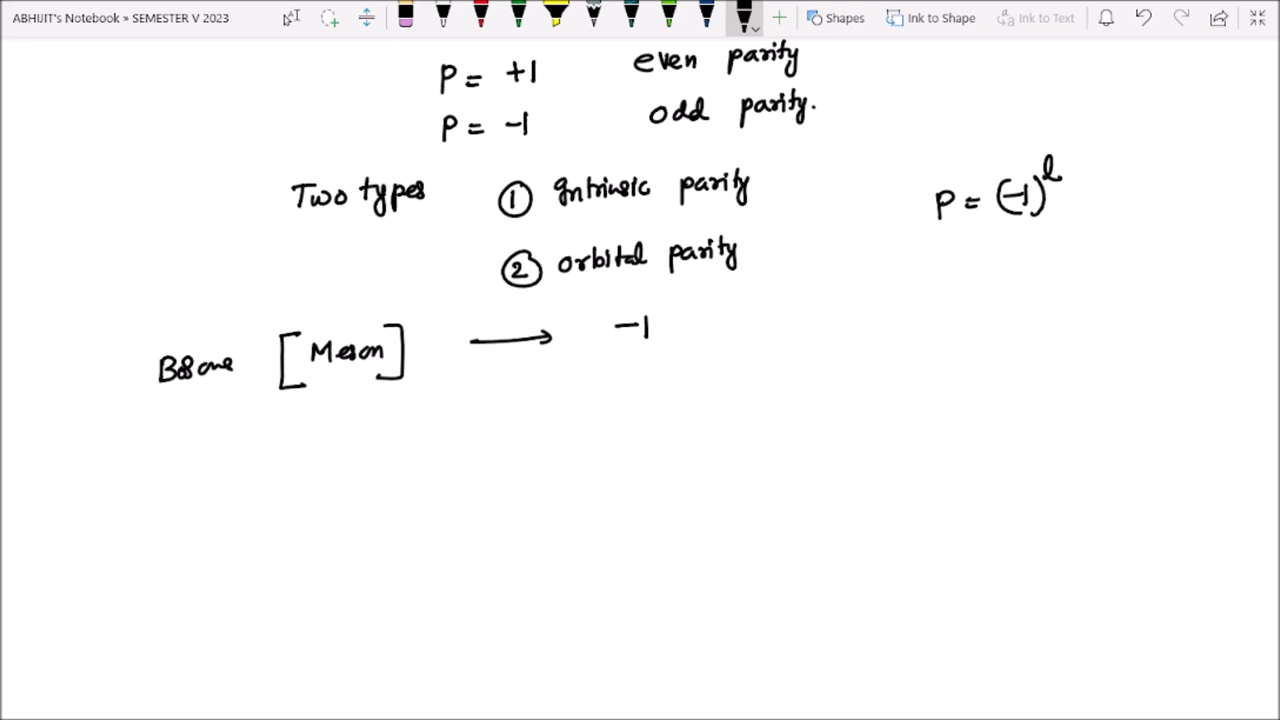 ABHIJIT's Notebook » SEMESTER V 2023
Shapes
Ink to Shape
Ink to Text
P = +1 even parity
P = -1 odd parity.
Two types ① Intrinsic parity
P = (-1)^l
② orbital parity
[Meson] → -1